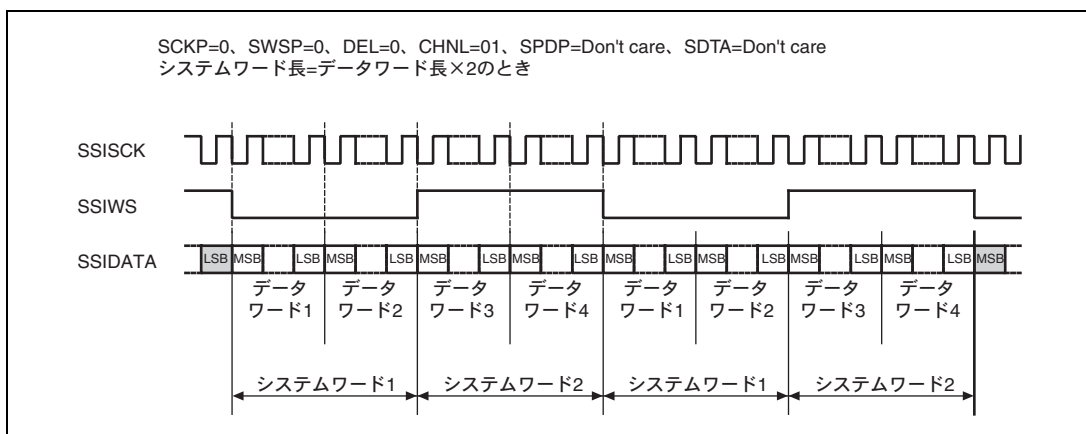 SCKP=0、SWSP=0、DEL=0、CHNL=01、SPDP=Don't care、SDTA=Don't care
システムワード長=データワード長×2のとき
SSISCK
SSIWS
SSIDATA
LSB MSB LSB MSB LSB MSB LSB MSB LSB MSB LSB MSB LSB MSB LSB MSB LSB MSB
データ データ データ データ データ データ データ データ
ワード1 ワード2 ワード3 ワード4 ワード1 ワード2 ワード3 ワード4
システムワード1 システムワード2 システムワード1 システムワード2